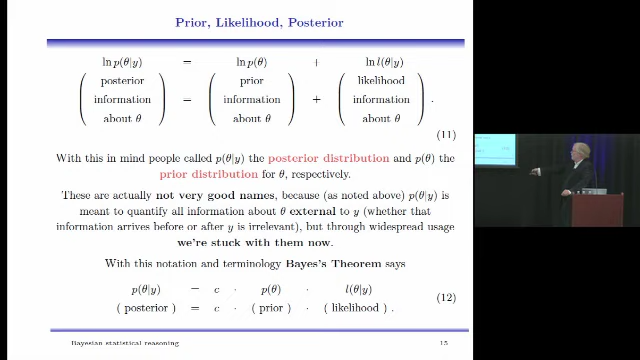 Prior, Likelihood, Posterior
ln p(θ|y) = ln p(θ) + ln l(θ|y)
( posterior information about θ ) = ( prior information about θ ) + ( likelihood information about θ ) .
(11)
With this in mind people called p(θ|y) the posterior distribution and p(θ) the
prior distribution for θ, respectively.
These are actually not very good names, because (as noted above) p(θ|y) is
meant to quantify all information about θ external to y (whether that
information arrives before or after y is irrelevant), but through widespread usage
we're stuck with them now.
With this notation and terminology Bayes's Theorem says
p(θ|y) = c · p(θ) · l(θ|y)
(12)
( posterior ) = c · ( prior ) · ( likelihood ) .
Bayesian statistical reasoning 15